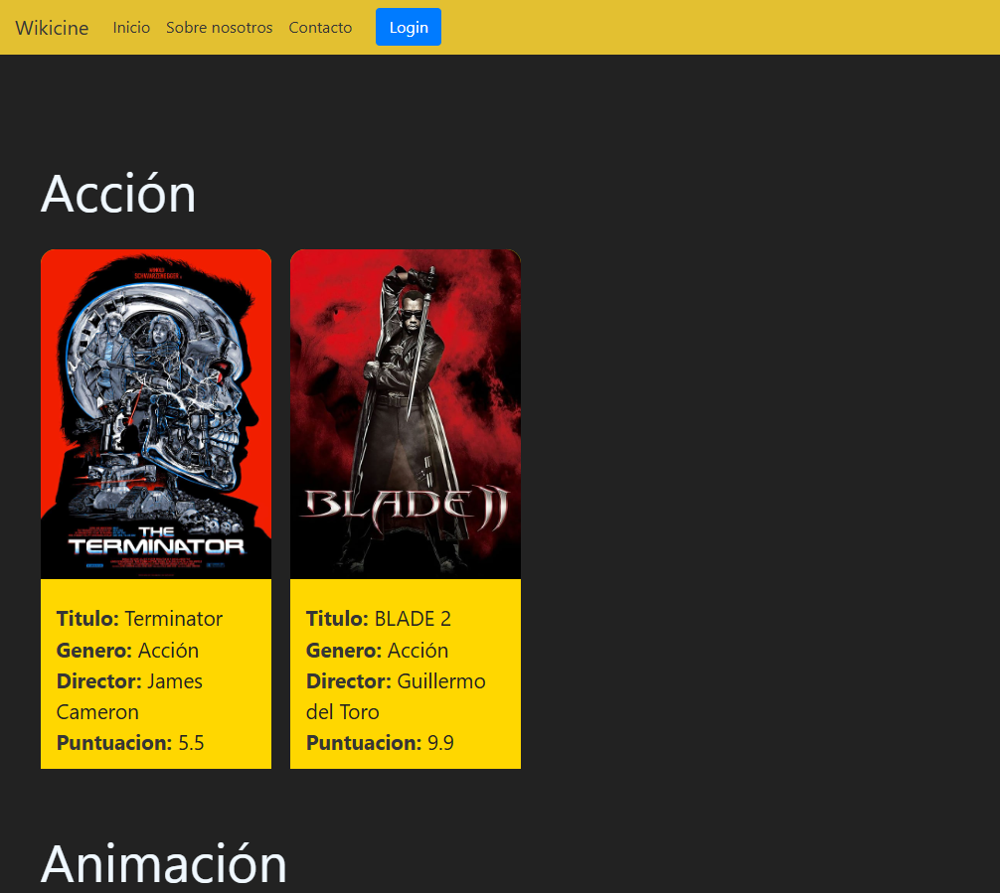 Wikicine Inicio Sobre nosotros Contacto Login
Acción
SCHWARZENEGGER
THE
TERMINATOR
BLADE II
Titulo: Terminator
Genero: Acción
Director: James
Cameron
Puntuacion: 5.5
Titulo: BLADE 2
Genero: Acción
Director: Guillermo
del Toro
Puntuacion: 9.9
Animación